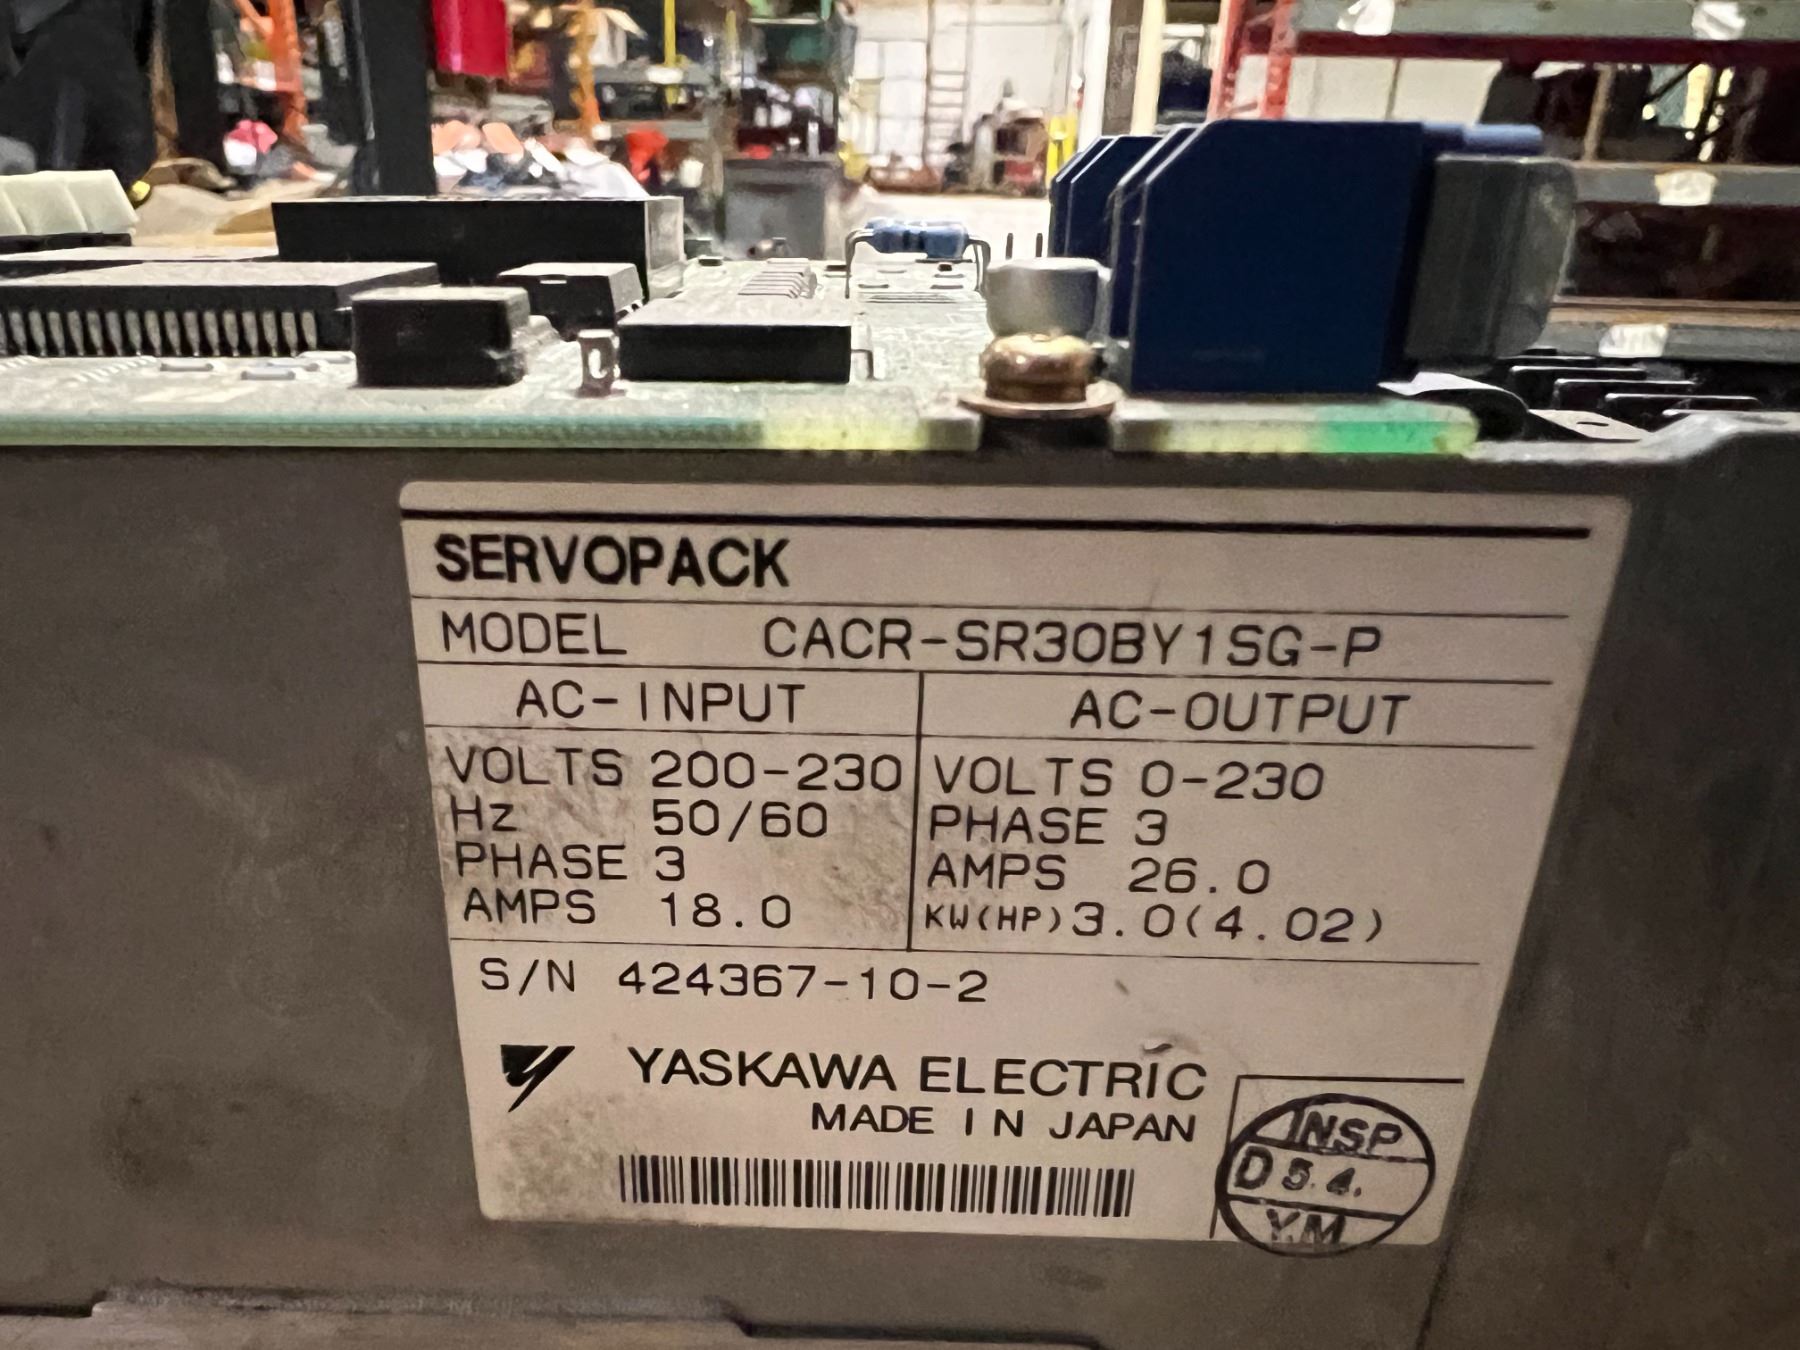 SERVOPACK
MODEL CACR-SR30BY1SG-P
AC-INPUT AC-OUTPUT
VOLTS 200-230 VOLTS 0-230
Hz 50/60 PHASE 3
PHASE 3 AMPS 26.0
AMPS 18.0 KW(HP)3.0(4.02)
S/N 424367-10-2
YASKAWA ELECTRIC
MADE IN JAPAN
INSP
D 5.4.
Y.M